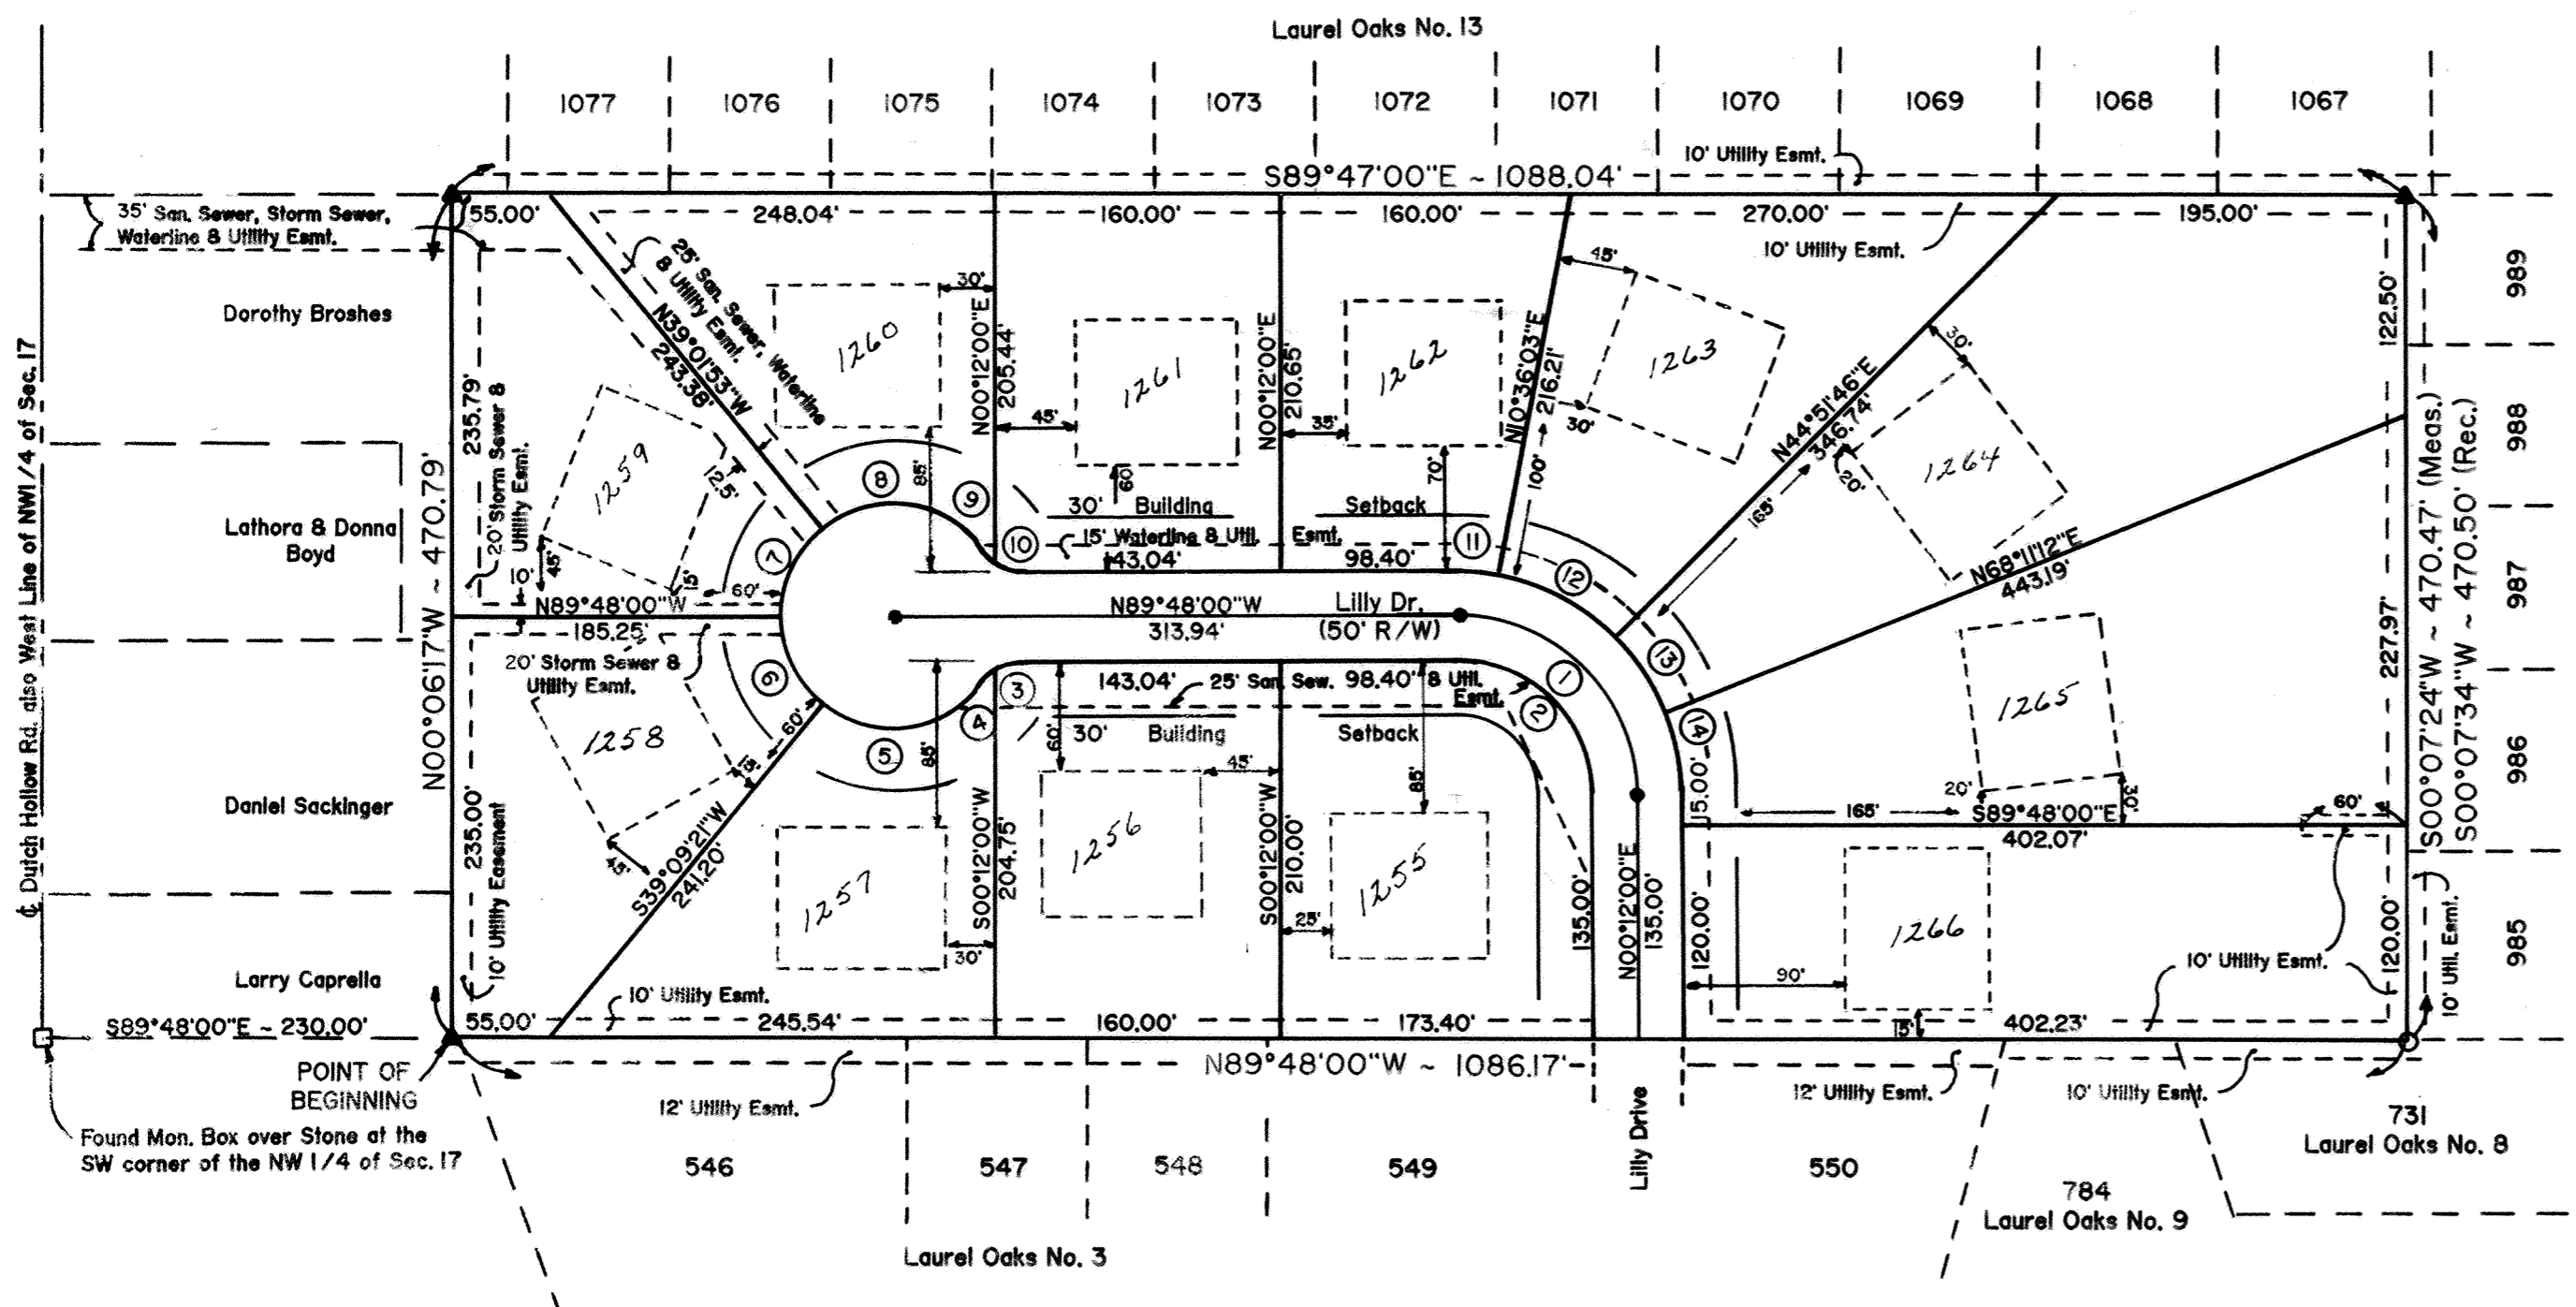 Laurel Oaks No. 13
1077
1076
1075
1074
1073
1072
1071
1070
1069
1068
1067
10' Utility Esmt.
S89°47'00"E ~ 1088.04'
35' San. Sewer, Storm Sewer,
Waterline & Utility Esmt.
55.00'
248.04'
160.00'
160.00'
270.00'
195.00'
10' Utility Esmt.
Dorothy Broshes
Lathora & Donna
Boyd
Daniel Sackinger
Larry Caprella
₵ Dutch Hollow Rd. also West Line of NW1/4 of Sec. 17
N00°06'17"W ~ 470.79'
235.79'
20' Storm Sewer &
Utility Esmt.
25' San. Sewer, Waterline
& Utility Esmt.
N39°01'53"W
243.38'
1259
12.5'
45'
15'
10'
60'
N89°48'00"W
185.25'
20' Storm Sewer &
Utility Esmt.
1260
30'
85'
N00°12'00"E
205.44'
1261
45'
60'
N00°12'00"E
210.65'
1262
35'
70'
N10°36'03"E
216.21'
100'
45'
1263
30'
N44°51'46"E
346.74'
165'
30'
20'
1264
N68°11'12"E
443.19'
122.50'
227.97'
S00°07'24"W ~ 470.47' (Meas.)
S00°07'34"W ~ 470.50' (Rec.)
989
988
987
986
985
7
8
9
10
11
12
13
14
30' Building Setback
15' Waterline & Util. Esmt.
143.04'
98.40'
N89°48'00"W
313.94'
Lilly Dr.
(50' R/W)
6
5
4
3
2
1
143.04'
25' San. Sew. & Util.
Esmt.
98.40'
30' Building Setback
1258
60'
15'
45'
S39°09'21"W
241.20'
235.00'
10' Utility Easement
85'
1257
30'
S00°12'00"W
204.75'
60'
1256
45'
S00°12'00"W
210.00'
85'
1255
25'
135.00'
N00°12'00"E
135.00'
115.00'
120.00'
1265
20'
30'
165'
S89°48'00"E
402.07'
60'
1266
90'
15'
120.00'
10' Utility Esmt.
10' Util. Esmt.
S89°48'00"E ~ 230.00'
55.00'
10' Utility Esmt.
245.54'
160.00'
173.40'
402.23'
N89°48'00"W ~ 1086.17'
POINT OF
BEGINNING
12' Utility Esmt.
12' Utility Esmt.
10' Utility Esmt.
Found Mon. Box over Stone at the
SW corner of the NW 1/4 of Sec. 17
546
547
548
549
Lilly Drive
550
731
Laurel Oaks No. 8
784
Laurel Oaks No. 9
Laurel Oaks No. 3